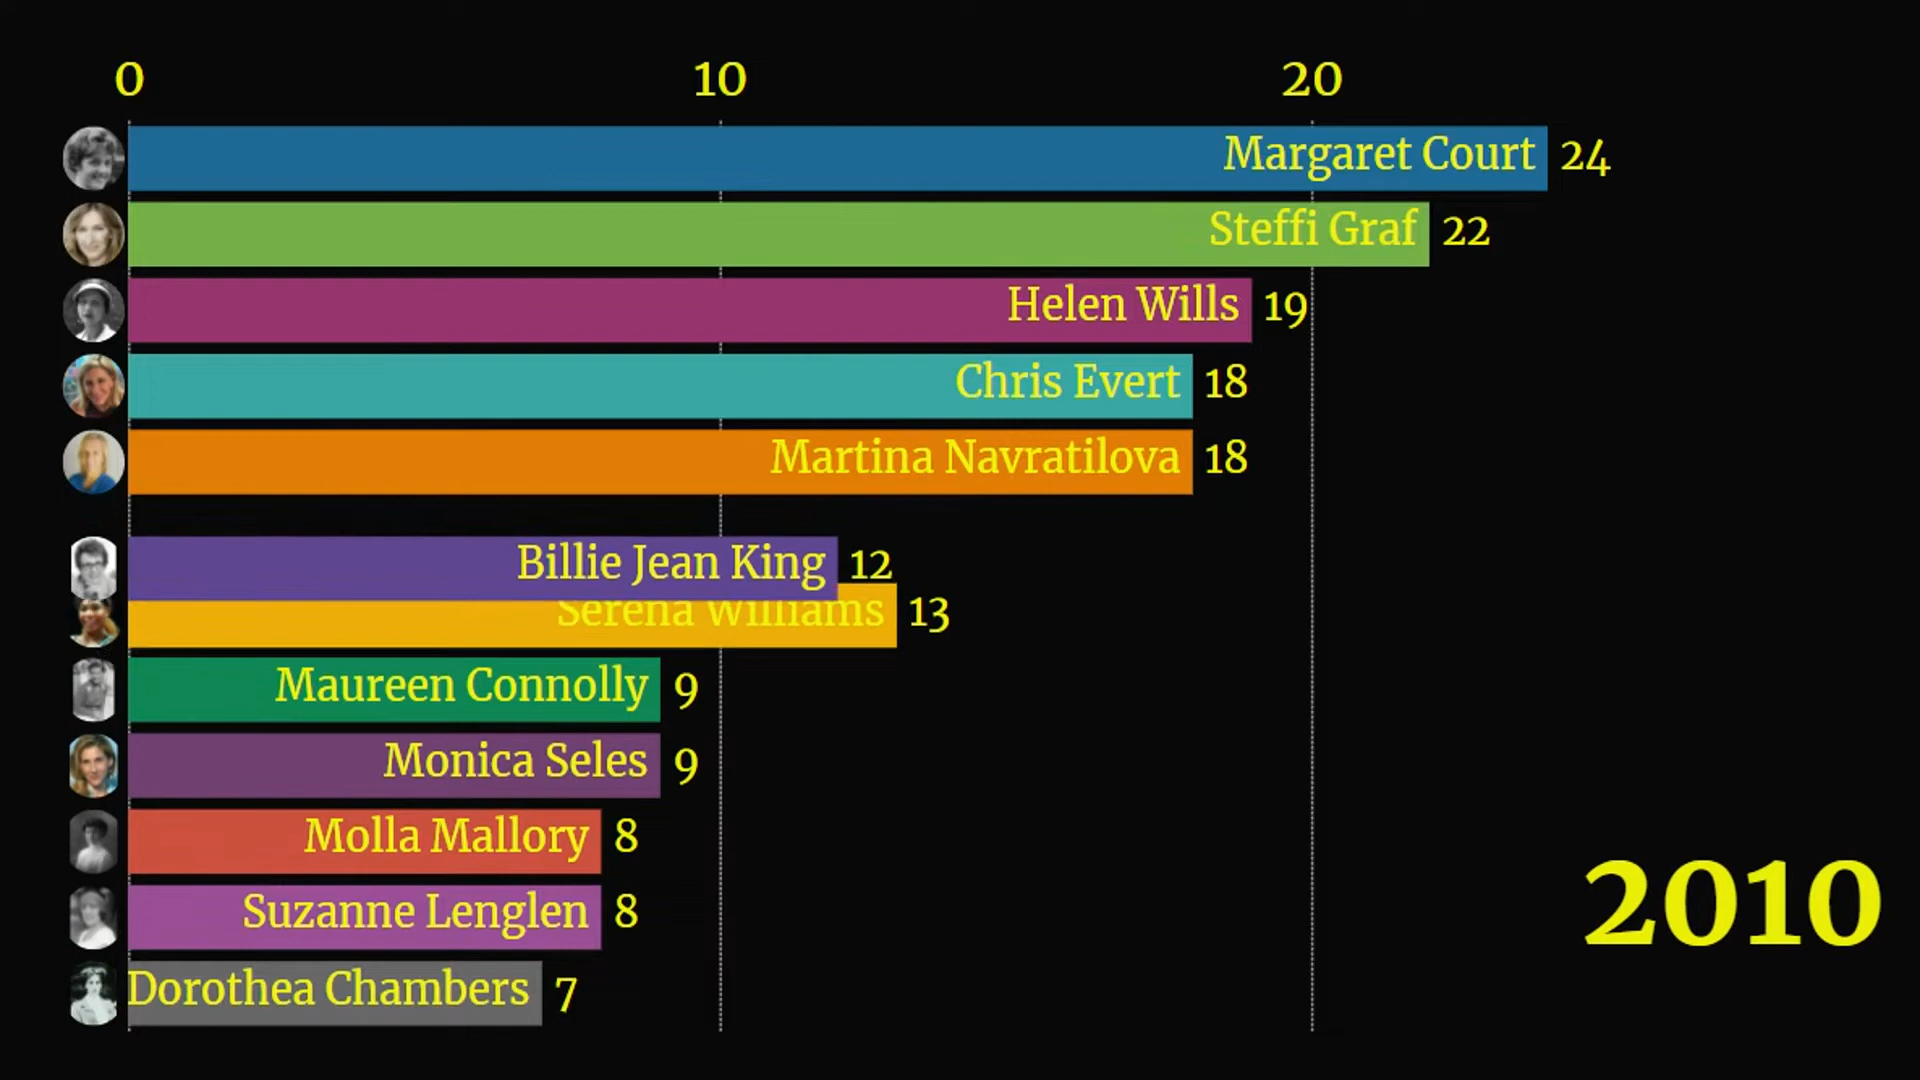 0 10 20
Margaret Court 24
Steffi Graf 22
Helen Wills 19
Chris Evert 18
Martina Navratilova 18
Billie Jean King 12
Serena Williams 13
Maureen Connolly 9
Monica Seles 9
Molla Mallory 8
Suzanne Lenglen 8
Dorothea Chambers 7
2010